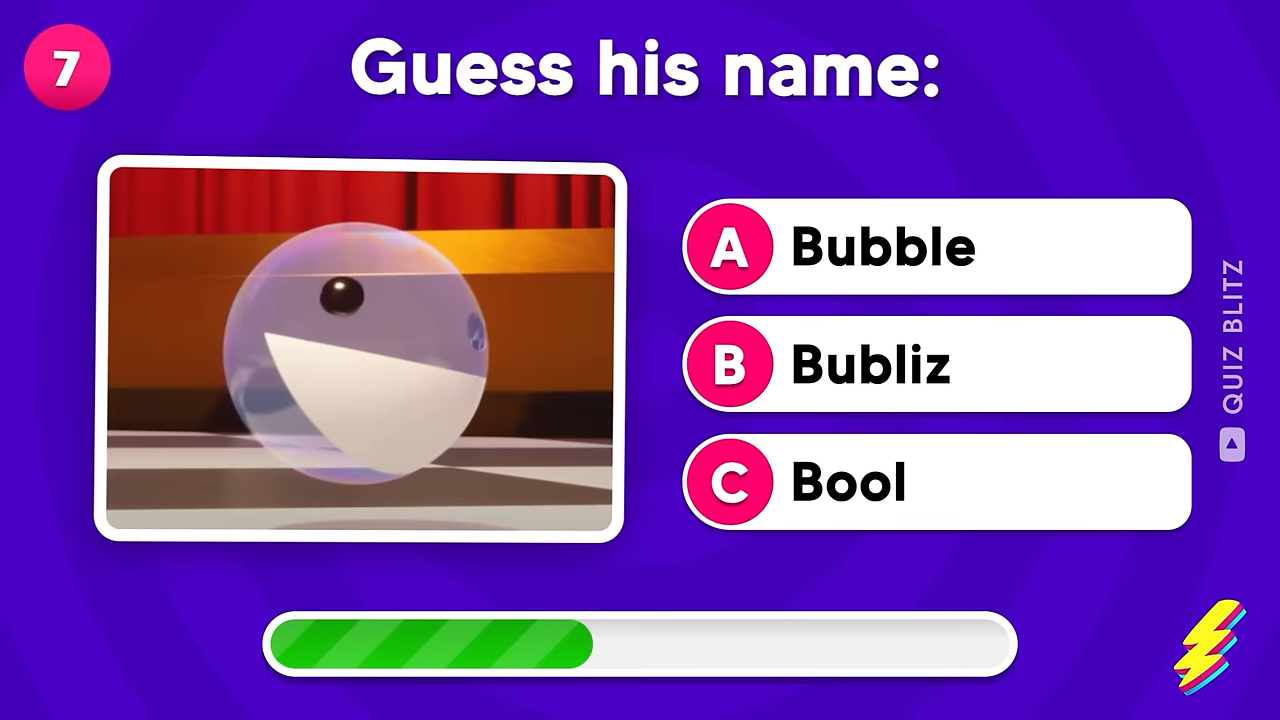 7
Guess his name:
A Bubble
B Bubliz
C Bool
QUIZ BLITZ